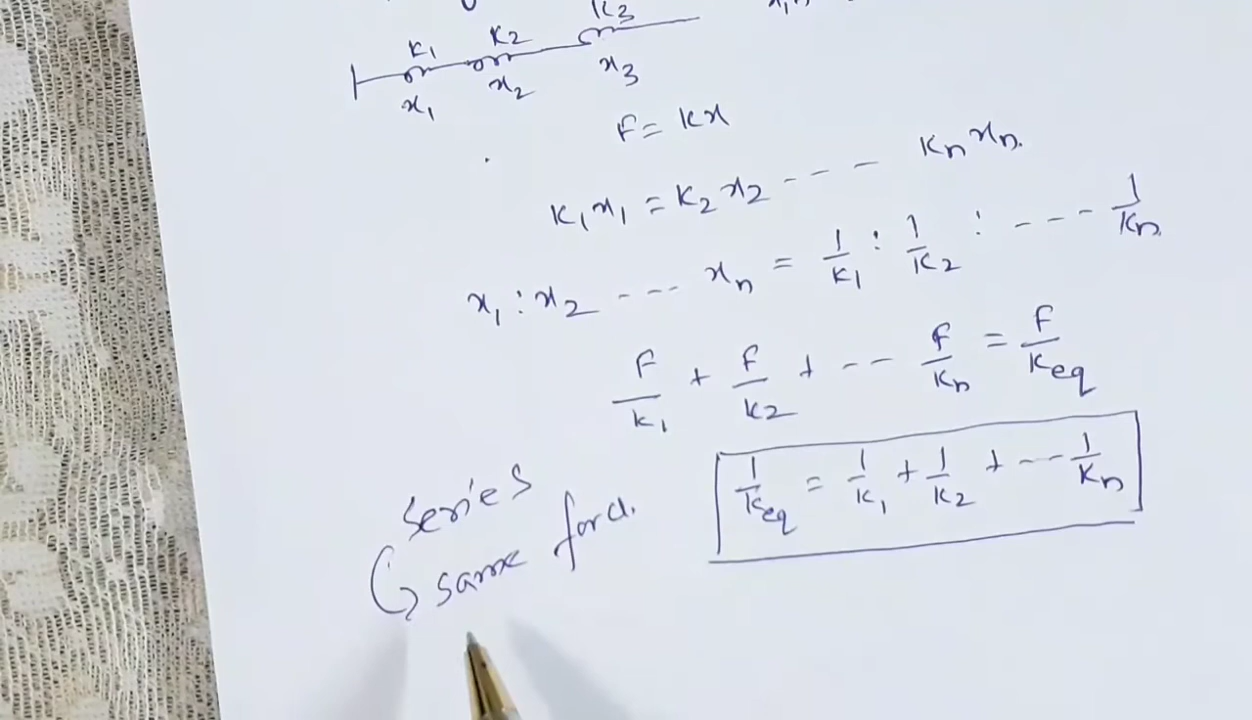 K1 K2 K3
x1 x2 x3
F = Kx
K1x1 = K2x2 --- Knxn.
x1 : x2 --- xn = 1/K1 : 1/K2 : ---- 1/Kn.
F/K1 + F/K2 + --- F/Kn = F/Keq
1/Keq = 1/K1 + 1/K2 + --- 1/Kn
series
same